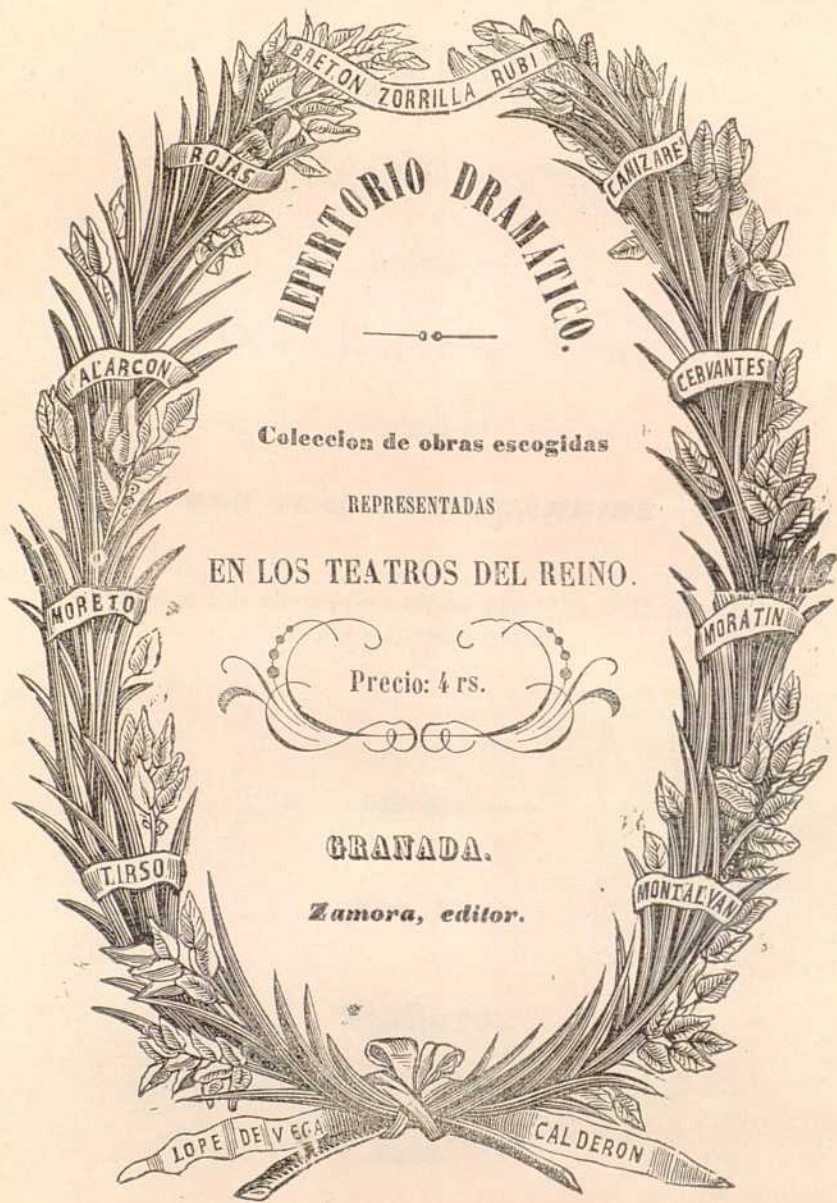 BRETON ZORRILLA RUBI
ROJAS
CAÑIZARE
REPERTORIO DRAMÁTICO.
ALARCON
CERVANTES
Coleccion de obras escogidas
REPRESENTADAS
EN LOS TEATROS DEL REINO.
MORETO
MORATIN
Precio: 4 rs.
GRANADA.
TIRSO
MONTALVAN
Zamora, editor.
LOPE DE VEGA
CALDERON